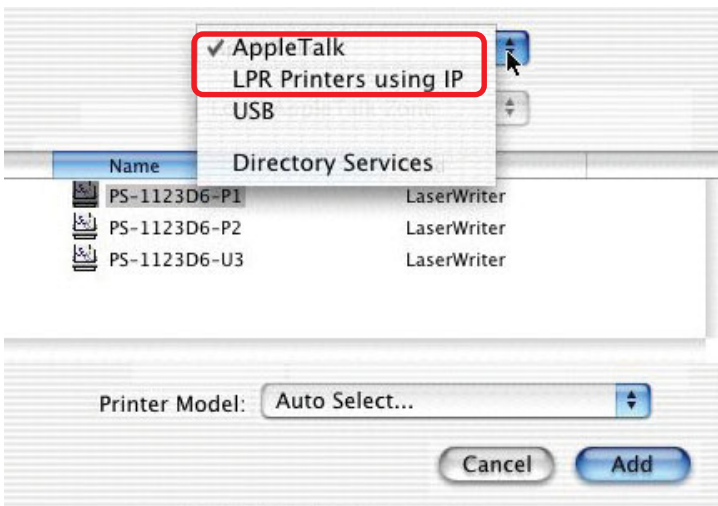 ✓ AppleTalk
LPR Printers using IP
USB
Directory Services
Name
PS-1123D6-P1 LaserWriter
PS-1123D6-P2 LaserWriter
PS-1123D6-U3 LaserWriter
Printer Model: Auto Select...
Cancel Add